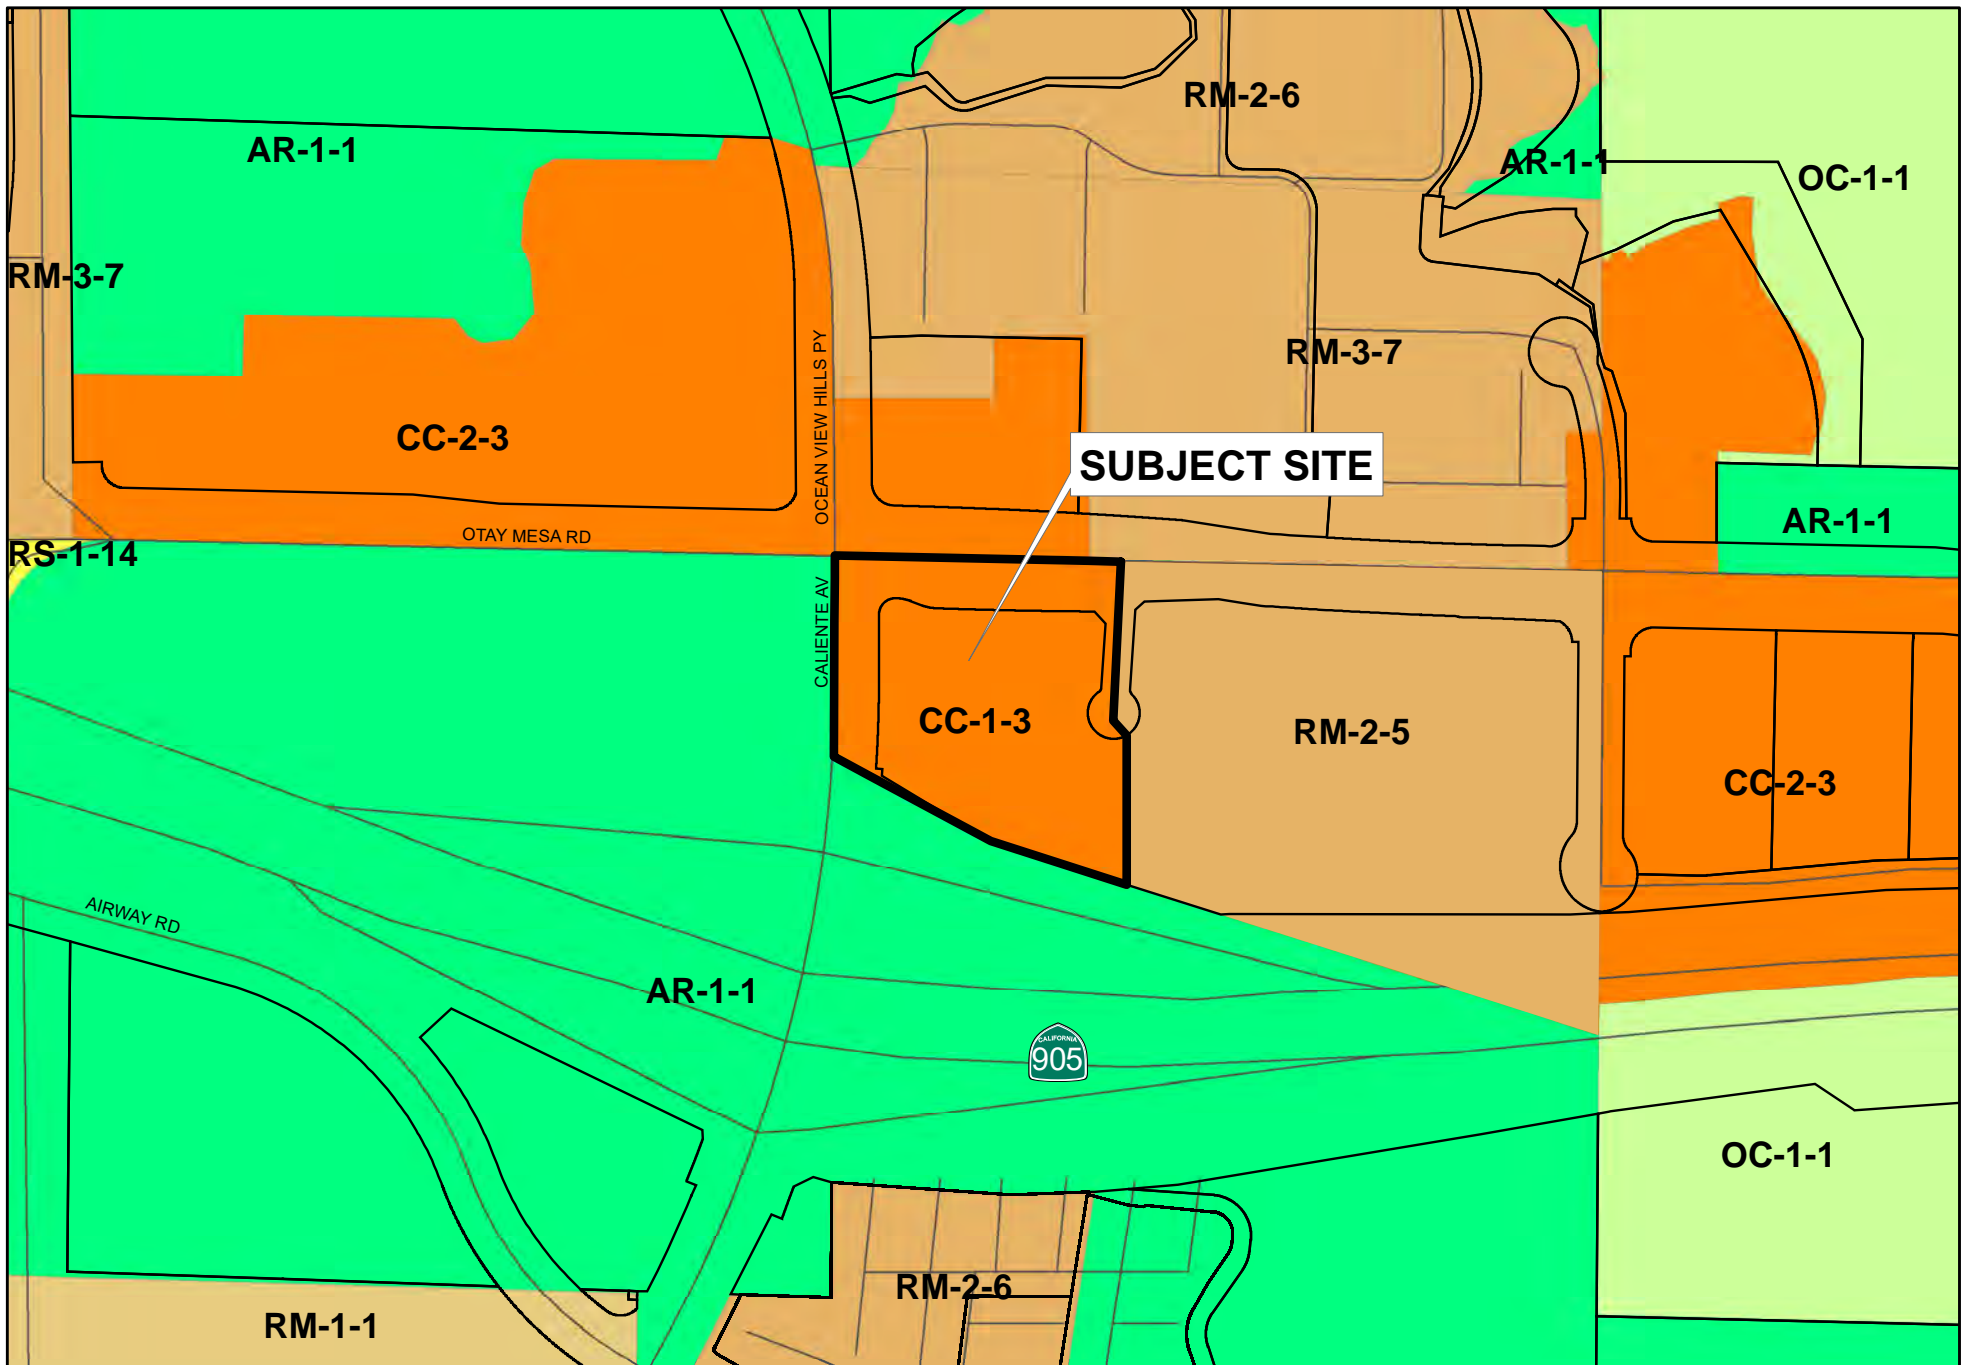 RM-2-6
AR-1-1
AR-1-1
OC-1-1
RM-3-7
OCEAN VIEW HILLS PY
RM-3-7
CC-2-3
SUBJECT SITE
OTAY MESA RD
AR-1-1
RS-1-14
CALIENTE AV
CC-1-3
RM-2-5
CC-2-3
AIRWAY RD
AR-1-1
CALIFORNIA
905
OC-1-1
RM-2-6
RM-1-1